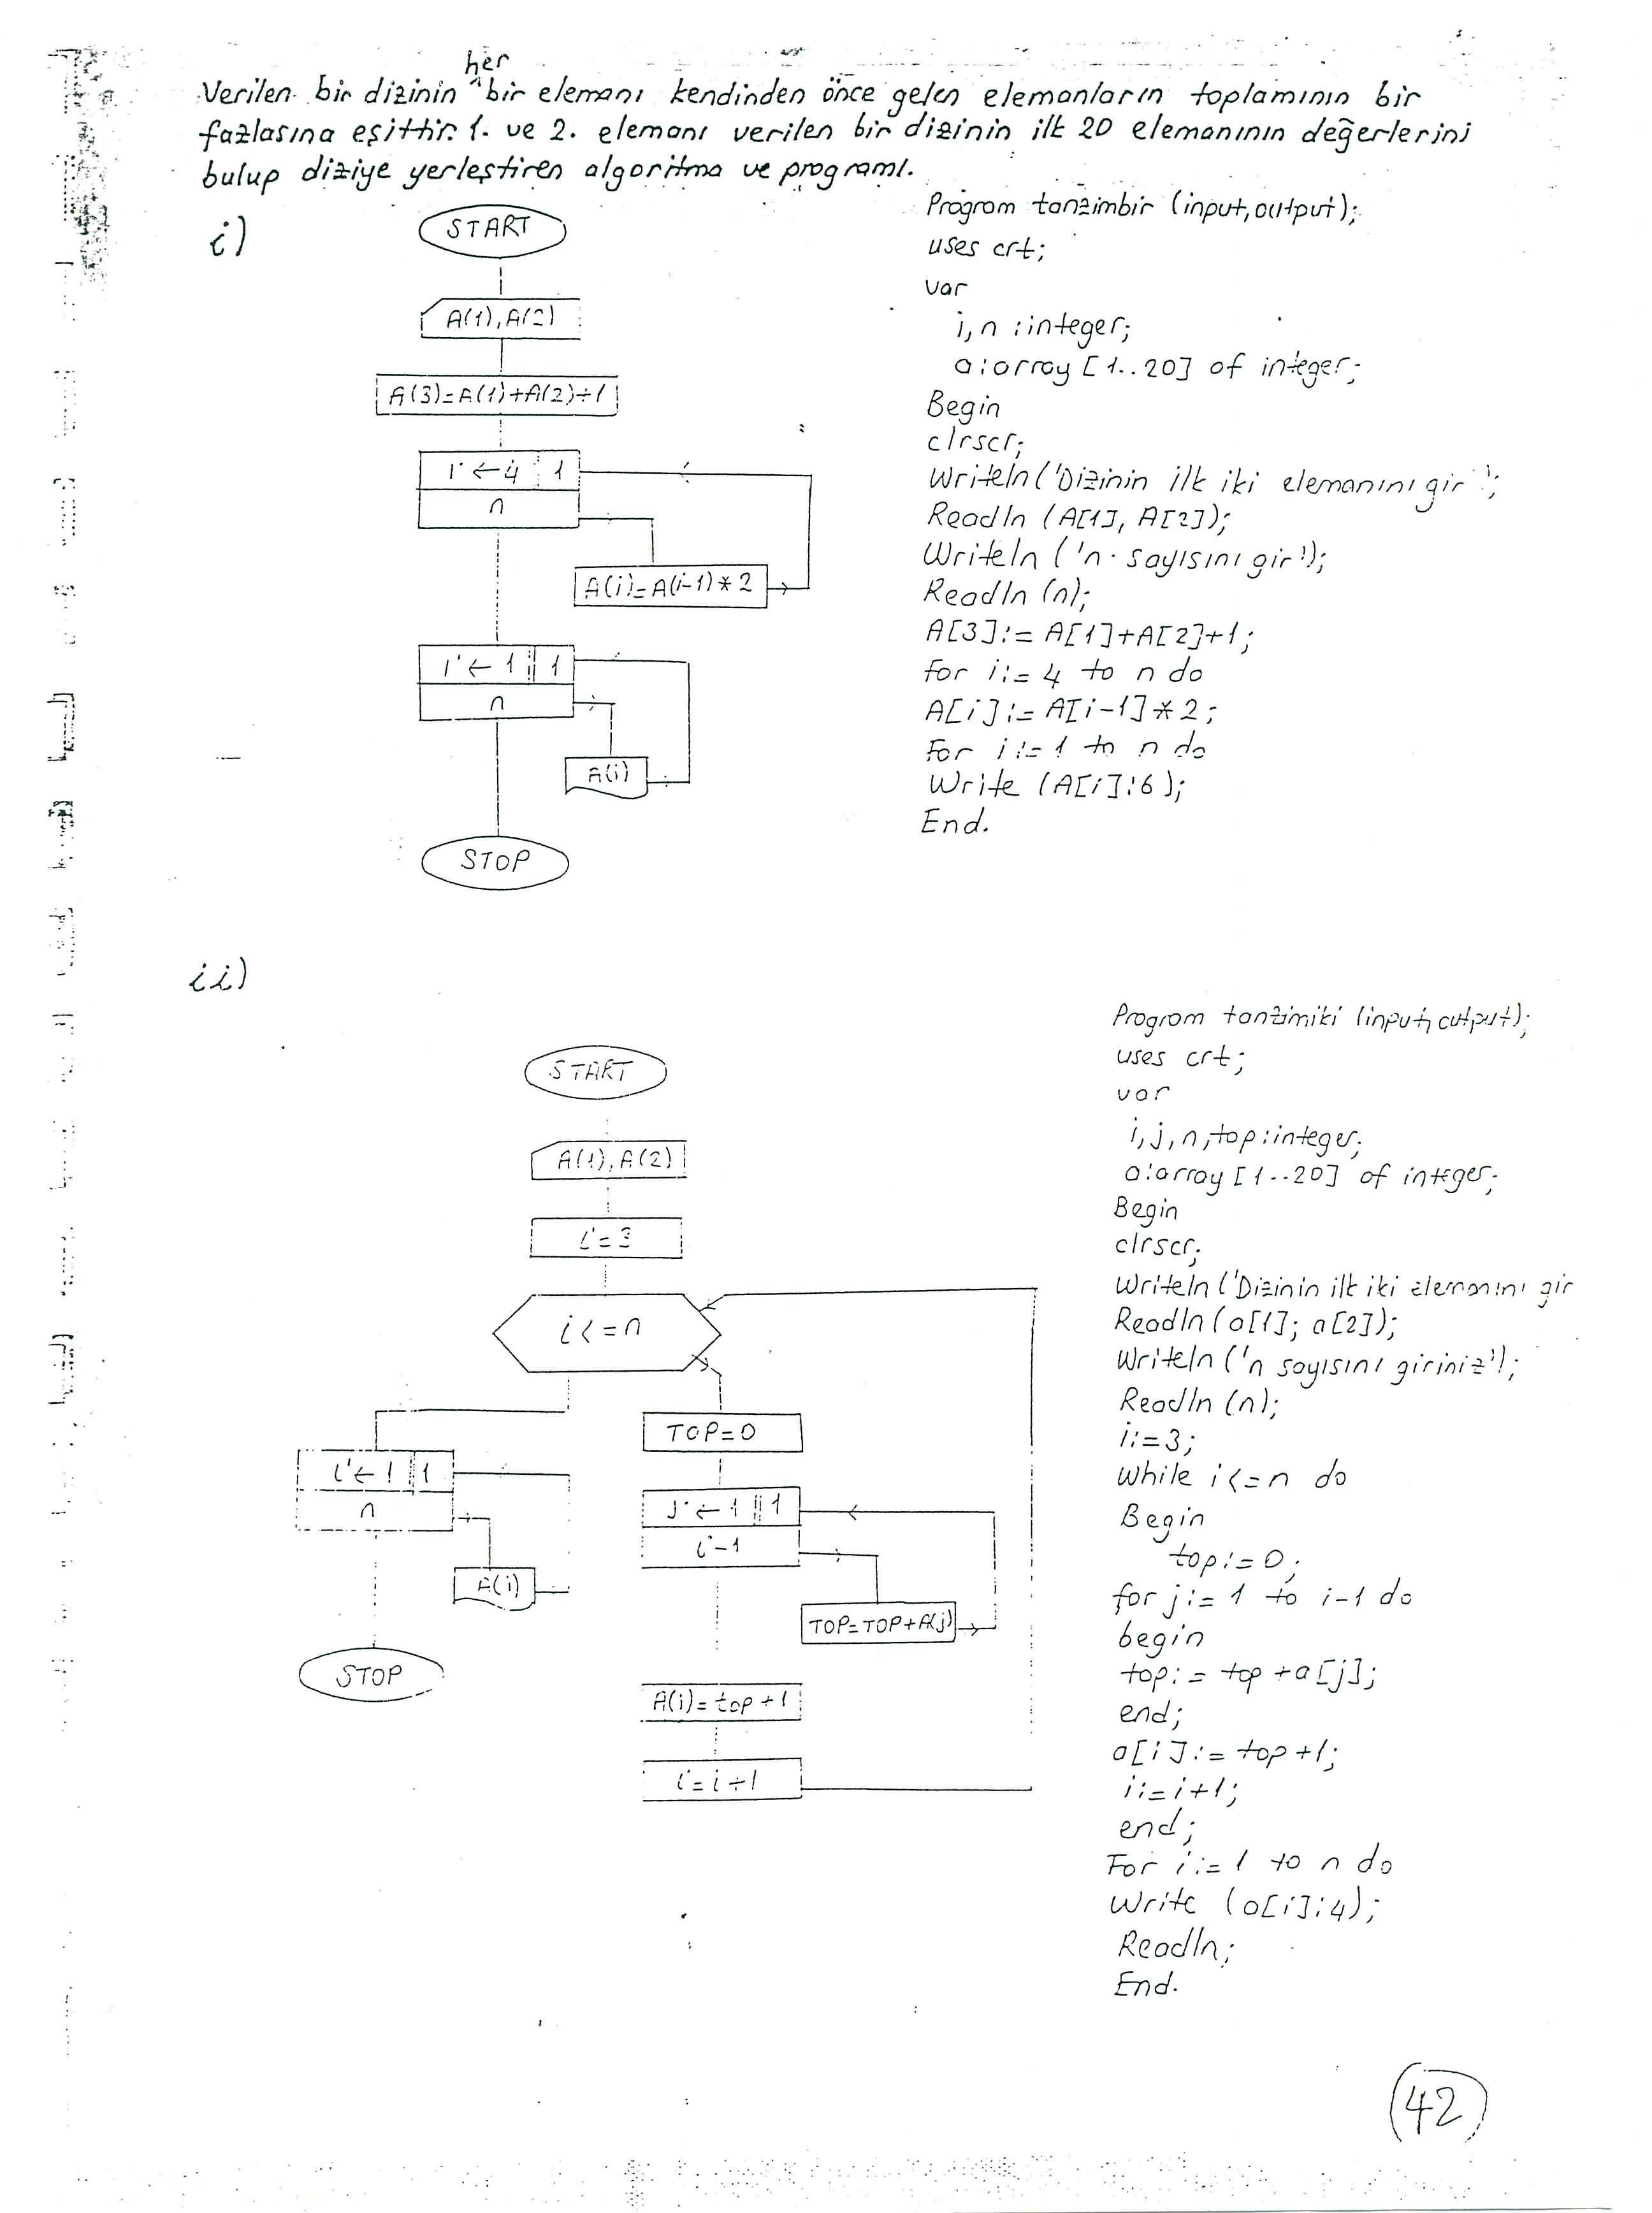 her
Verilen bir dizinin ^ bir elemanı kendinden önce gelen elemanların toplamının bir
fazlasına eşittir. 1. ve 2. elemanı verilen bir dizinin ilk 20 elemanının değerlerini
bulup diziye yerleştiren algoritma ve programı.
i)
START
A(1), A(2)
A(3)=A(1)+A(2)+1
i ← 4 1
n
A(i)=A(i-1)*2
i ← 1 1
n
A(i)
STOP
Program tanzimbir (input,output);
uses crt;
var
i,n :integer;
a:array [1..20] of integer;
Begin
clrscr;
Writeln('Dizinin ilk iki elemanını gir');
Readln (A[1], A[2]);
Writeln ('n sayısını gir');
Readln (n);
A[3]:= A[1]+A[2]+1;
for i:= 4 to n do
A[i]:= A[i-1]*2;
For i:= 1 to n do
Write (A[i]:6);
End.
ii)
START
A(1), A(2)
i=3
i<=n
TOP=0
i ← 1 1
n
A(i)
STOP
j ← 1 1
i-1
TOP=TOP+A(j)
A(i)=top+1
i=i+1
Program tanzimiki (input,output);
uses crt;
var
i,j,n,top:integer;
a:array [1..20] of integer;
Begin
clrscr;
Writeln ('Dizinin ilk iki elemanını gir
Readln (a[1]; a[2]);
Writeln ('n sayısını giriniz');
Readln (n);
i:=3;
While i<=n do
Begin
top:=0;
for j:= 1 to i-1 do
begin
top:= top+a[j];
end;
a[i]:= top+1;
i:=i+1;
end;
For i:= 1 to n do
Write (a[i]:4);
Readln;
End.
(42)